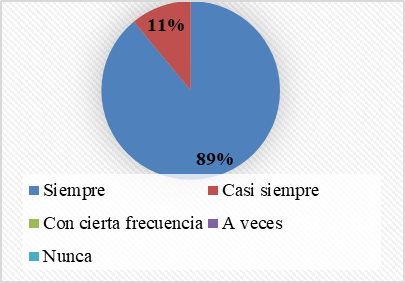 11%
89%
Siempre Casi siempre
Con cierta frecuencia A veces
Nunca